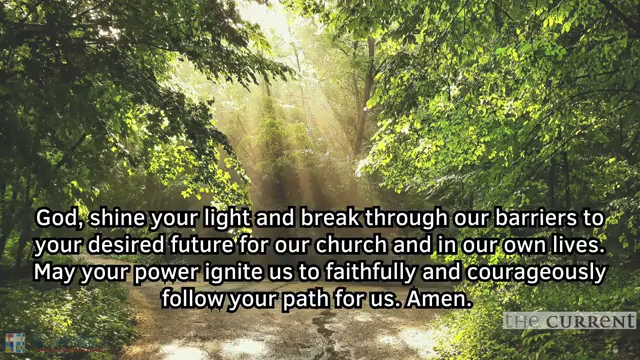 God, shine your light and break through our barriers to
your desired future for our church and in our own lives.
May your power ignite us to faithfully and courageously
follow your path for us. Amen.
the current